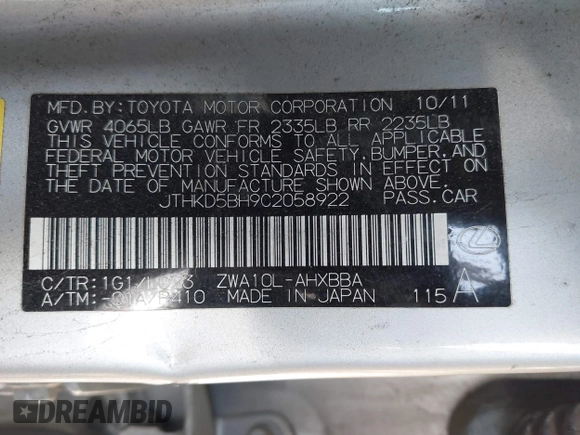 MFD.BY:TOYOTA MOTOR CORPORATION 10/11
GVWR 4065LB GAWR FR 2335LB RR 2235LB
THIS VEHICLE CONFORMS TO ALL APPLICABLE
FEDERAL MOTOR VEHICLE SAFETY, BUMPER, AND
THEFT PREVENTION STANDARDS IN EFFECT ON
THE DATE OF MANUFACTURE SHOWN ABOVE.
JTHKD5BH9C2058922 PASS.CAR
C/TR: ZWA10L-AHXBBA
A/TM: MADE IN JAPAN 115 A
DREAMBID